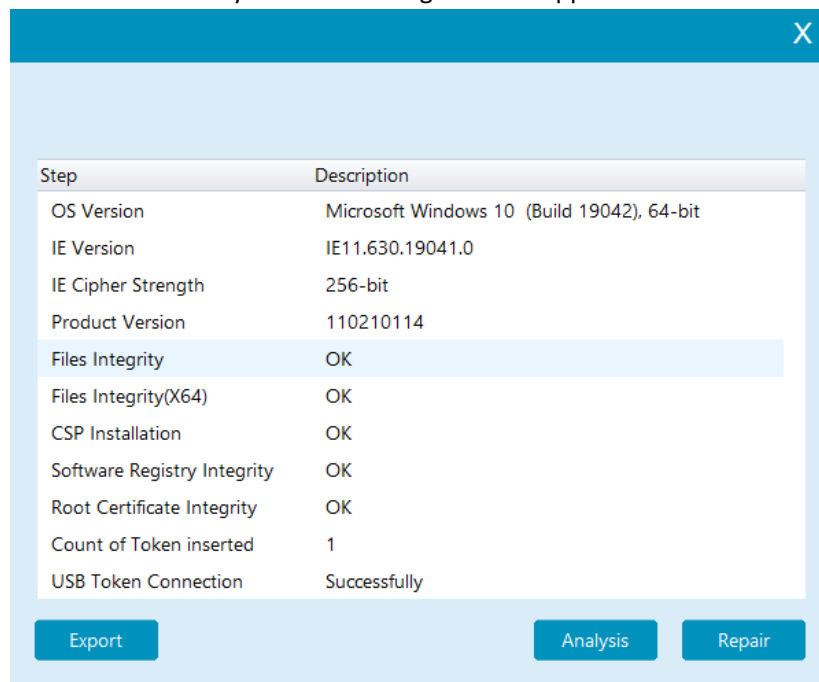 X
Step Description
OS Version Microsoft Windows 10 (Build 19042), 64-bit
IE Version IE11.630.19041.0
IE Cipher Strength 256-bit
Product Version 110210114
Files Integrity OK
Files Integrity(X64) OK
CSP Installation OK
Software Registry Integrity OK
Root Certificate Integrity OK
Count of Token inserted 1
USB Token Connection Successfully
Export Analysis Repair